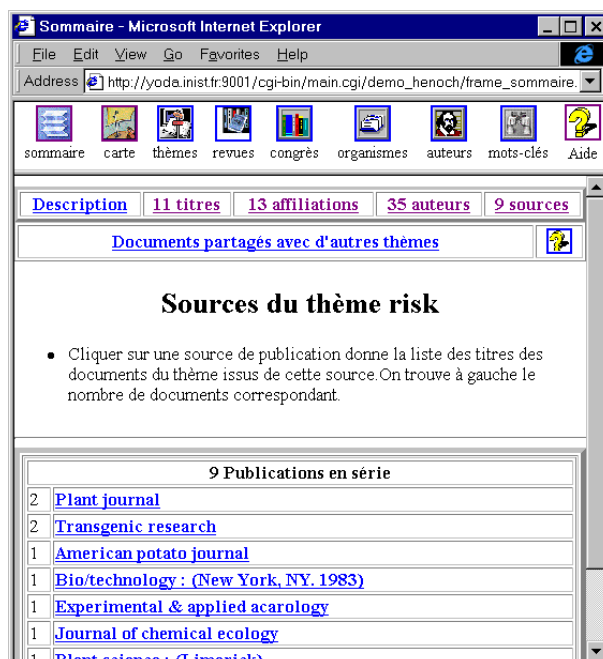 Sommaire - Microsoft Internet Explorer
File Edit View Go Favorites Help
Address http://yoda.inist.fr:9001/cgi-bin/main.cgi/demo_henoch/frame_sommaire.
sommaire carte thèmes revues congrès organismes auteurs mots-clés Aide
Description 11 titres 13 affiliations 35 auteurs 9 sources
Documents partagés avec d'autres thèmes
Sources du thème risk
Cliquer sur une source de publication donne la liste des titres des
documents du thème issus de cette source.On trouve à gauche le
nombre de documents correspondant.
9 Publications en série
2 Plant journal
2 Transgenic research
1 American potato journal
1 Bio/technology : (New York, NY. 1983)
1 Experimental & applied acarology
1 Journal of chemical ecology
1 Plant science : (Limerick)